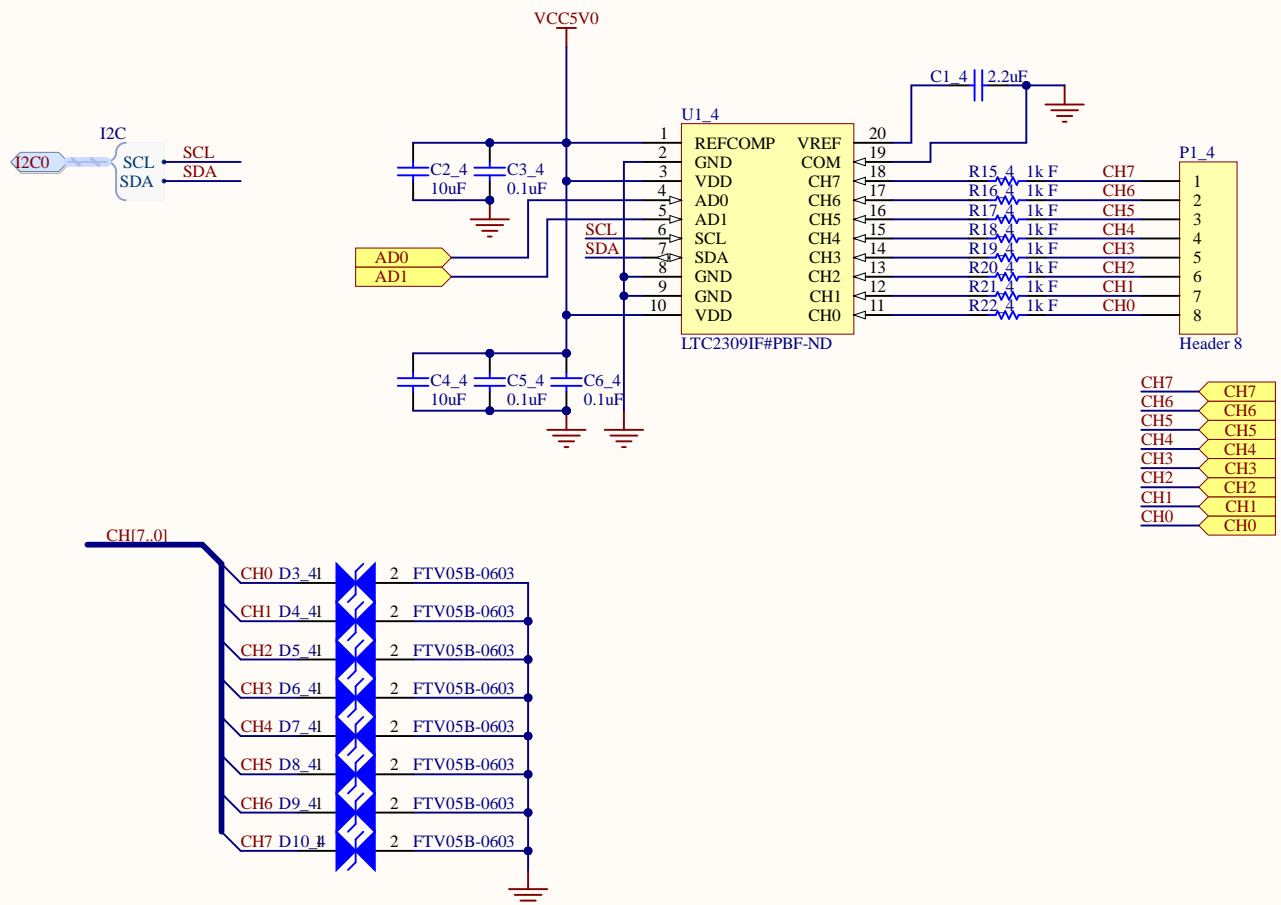 VCC5V0
I2C
I2C0
SCL SCL
SDA SDA
C1_4 2.2uF
U1_4
1 REFCOMP VREF 20
2 GND COM 19
3 VDD CH7 18 R15_4 1k F CH7 1
4 AD0 CH6 17 R16_4 1k F CH6 2
5 AD1 CH5 16 R17_4 1k F CH5 3
SCL 6 SCL CH4 15 R18_4 1k F CH4 4
SDA 7 SDA CH3 14 R19_4 1k F CH3 5
8 GND CH2 13 R20_4 1k F CH2 6
9 GND CH1 12 R21_4 1k F CH1 7
10 VDD CH0 11 R22_4 1k F CH0 8
LTC2309IF#PBF-ND
P1_4
Header 8
C2_4 C3_4
10uF 0.1uF
AD0
AD1
C4_4 C5_4 C6_4
10uF 0.1uF 0.1uF
CH7 CH7
CH6 CH6
CH5 CH5
CH4 CH4
CH3 CH3
CH2 CH2
CH1 CH1
CH0 CH0
CH[7..0]
CH0 D3_4 1 2 FTV05B-0603
CH1 D4_4 1 2 FTV05B-0603
CH2 D5_4 1 2 FTV05B-0603
CH3 D6_4 1 2 FTV05B-0603
CH4 D7_4 1 2 FTV05B-0603
CH5 D8_4 1 2 FTV05B-0603
CH6 D9_4 1 2 FTV05B-0603
CH7 D10_4 1 2 FTV05B-0603